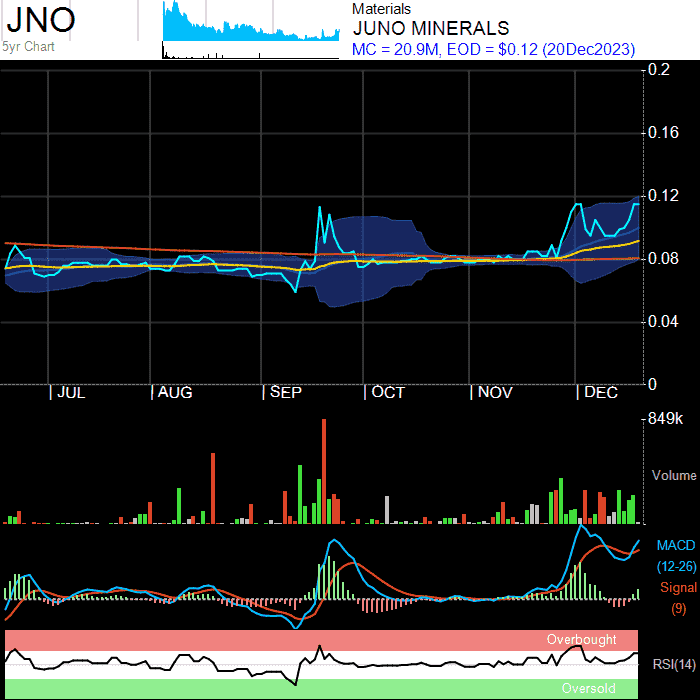 JNO
5yr Chart
Materials
JUNO MINERALS
MC = 20.9M, EOD = $0.12 (20Dec2023)
0.2
0.16
0.12
0.08
0.04
0
JUL AUG SEP OCT NOV DEC
849k
Volume
MACD
(12-26)
Signal
(9)
Overbought
RSI(14)
Oversold